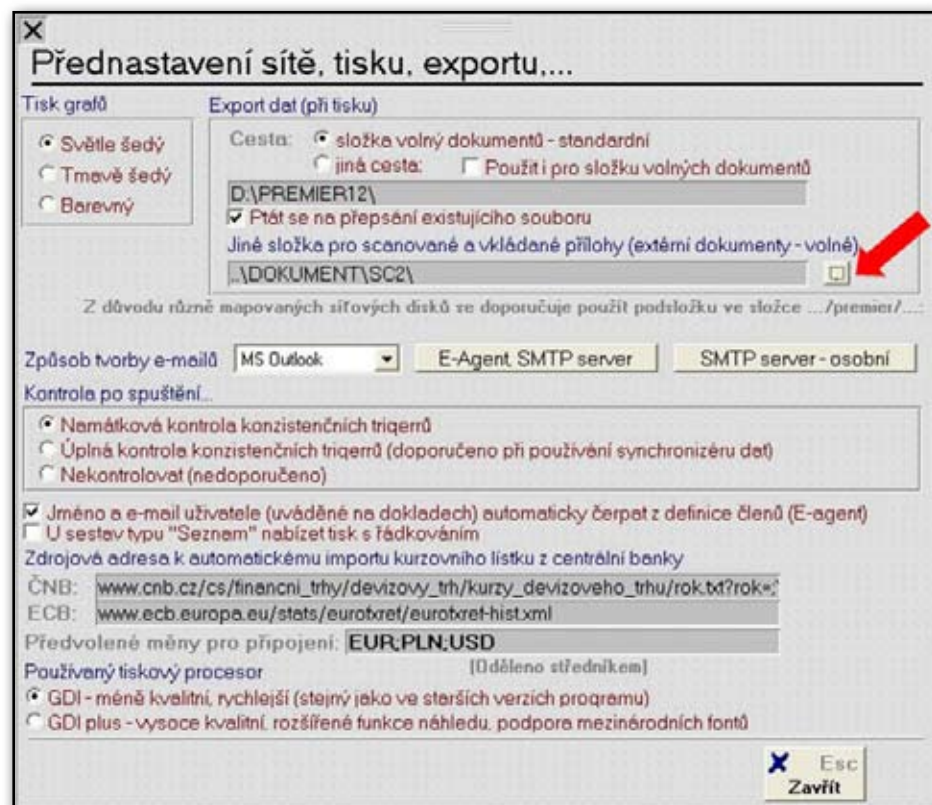 Přednastavení sítě, tisku, exportu,...
Tisk grafů
Světle šedý
Tmavě šedý
Barevný
Export dat (při tisku)
Cesta: složka volný dokumentů - standardní
jiná cesta: Použít i pro složku volných dokumentů
D:\PREMIER12\
Ptát se na přepsání existujícího souboru
Jiné složka pro scanované a vkládané přílohy (extérní dokumenty - volné)
..\DOKUMENT\SC2\
Z důvodu různě mapovaných síťových disků se doporučuje použít podsložku ve složce .../premier/...:
Způsob tvorby e-mailů MS Outlook E-Agent, SMTP server SMTP server - osobní
Kontrola po spuštění...
Namátková kontrola konzistenčních triqerrů
Úplná kontrola konzistenčních triqerrů (doporučeno při používání synchronizéru dat)
Nekontrolovat (nedoporučeno)
Jméno a e-mail uživatele (uváděné na dokladech) automaticky čerpat z definice členů (E-agent)
U sestav typu "Seznam" nabízet tisk s řádkováním
Zdrojová adresa k automatickému importu kurzovního lístku z centrální banky
ČNB: www.cnb.cz/cs/financni_trhy/devizovy_trh/kurzy_devizoveho_trhu/rok.txt?rok=
ECB: www.ecb.europa.eu/stats/eurofxref/eurofxref-hist.xml
Předvolené měny pro připojení: EUR;PLN;USD
[Odděleno středníkem]
Používaný tiskový procesor
GDI - méně kvalitní, rychlejší (stejný jako ve starších verzích proqramu)
GDI plus - vysoce kvalitní, rozšířené funkce náhledu, podpora mezinárodních fontů
Esc
Zavřít